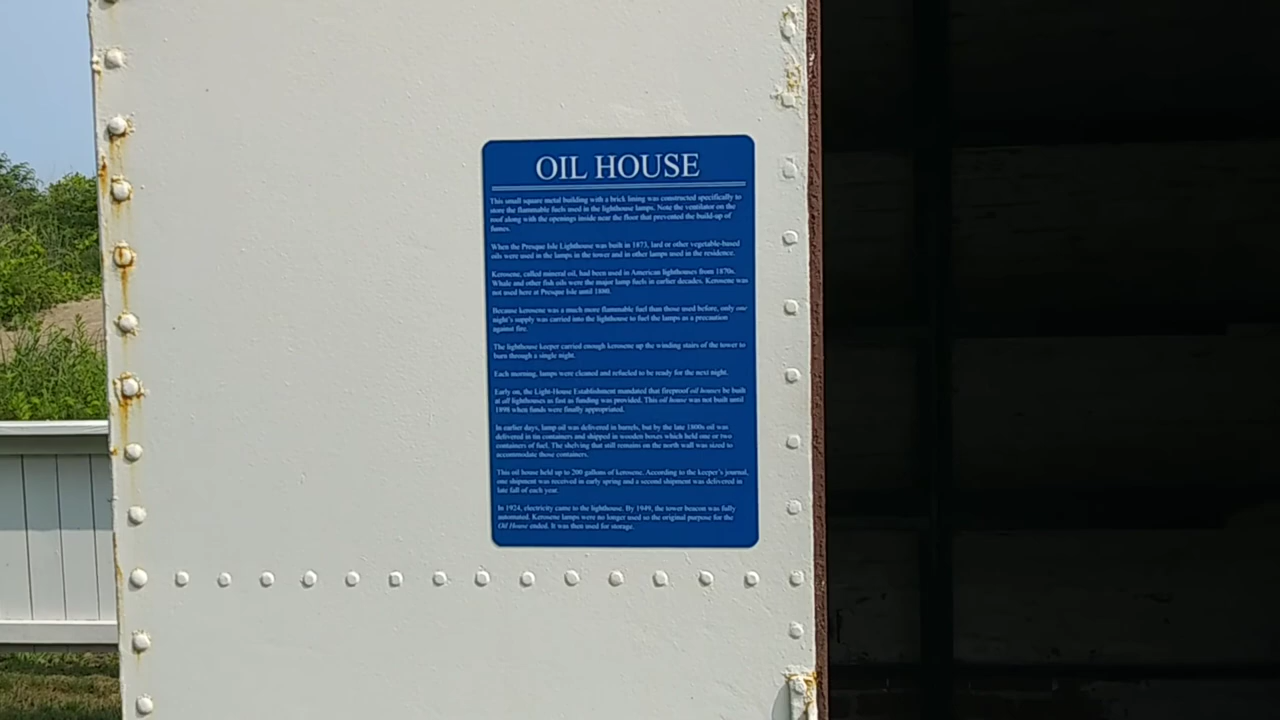 OIL HOUSE
This small square metal building with a brick lining was constructed specifically to
store the flammable fuels used in the lighthouse lamps. Note the ventilator on the
roof along with the openings inside near the floor that prevented the build-up of
fumes.
When the Presque Isle Lighthouse was built in 1873, lard or other vegetable-based
oils were used in the lamps in the tower and in other lamps used in the residence.
Kerosene, called mineral oil, had been used in American lighthouses from 1870s.
Whale and other fish oils were the major lamp fuels in earlier decades. Kerosene was
not used here at Presque Isle until 1880.
Because kerosene was a much more flammable fuel than those used before, only one
night's supply was carried into the lighthouse to fuel the lamps as a precaution
against fire.
The lighthouse keeper carried enough kerosene up the winding stairs of the tower to
burn through a single night.
Each morning, lamps were cleaned and refueled to be ready for the next night.
Early on, the Light-House Establishment mandated that fireproof oil houses be built
at all lighthouses as fast as funding was provided. This oil house was not built until
1898 when funds were finally appropriated.
In earlier days, lamp oil was delivered in barrels, but by the late 1800s oil was
delivered in tin containers and shipped in wooden boxes which held one or two
containers of fuel. The shelving that still remains on the north wall was sized to
accommodate those containers.
This oil house held up to 200 gallons of kerosene. According to the keeper's journal,
one shipment was received in early spring and a second shipment was delivered in
late fall of each year.
In 1924, electricity came to the lighthouse. By 1949, the tower beacon was fully
automated. Kerosene lamps were no longer used so the original purpose for the
Oil House ended. It was then used for storage.